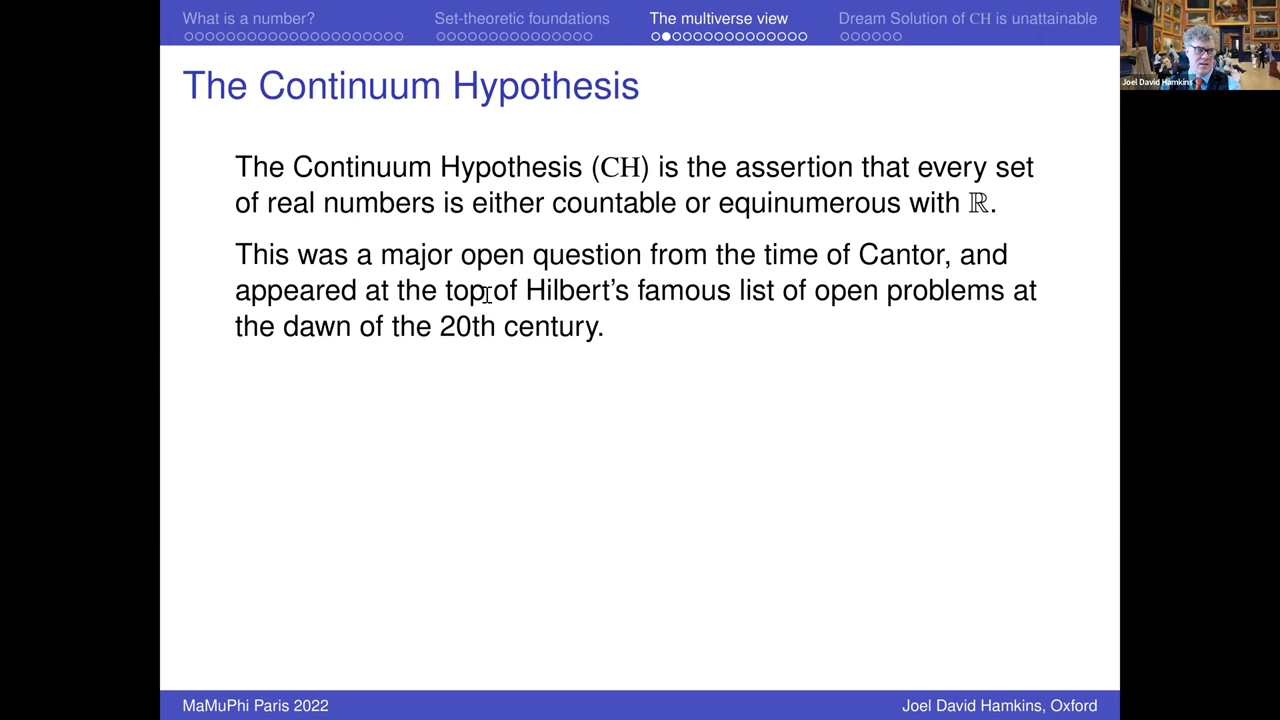 What is a number?
Set-theoretic foundations
The multiverse view
Dream Solution of CH is unattainable
Joel David Hamkins
The Continuum Hypothesis
The Continuum Hypothesis (CH) is the assertion that every set
of real numbers is either countable or equinumerous with ℝ.
This was a major open question from the time of Cantor, and
appeared at the top of Hilbert's famous list of open problems at
the dawn of the 20th century.
MaMuPhi Paris 2022
Joel David Hamkins, Oxford